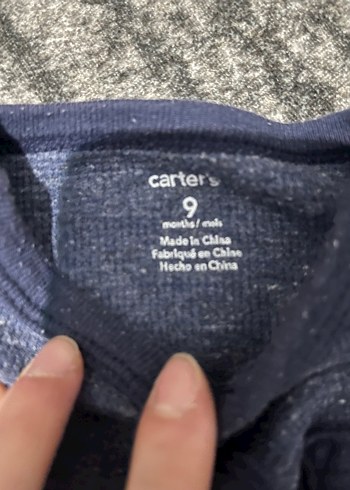 carter's
9
months / mois
Made in China
Fabriqué en Chine
Hecho en China